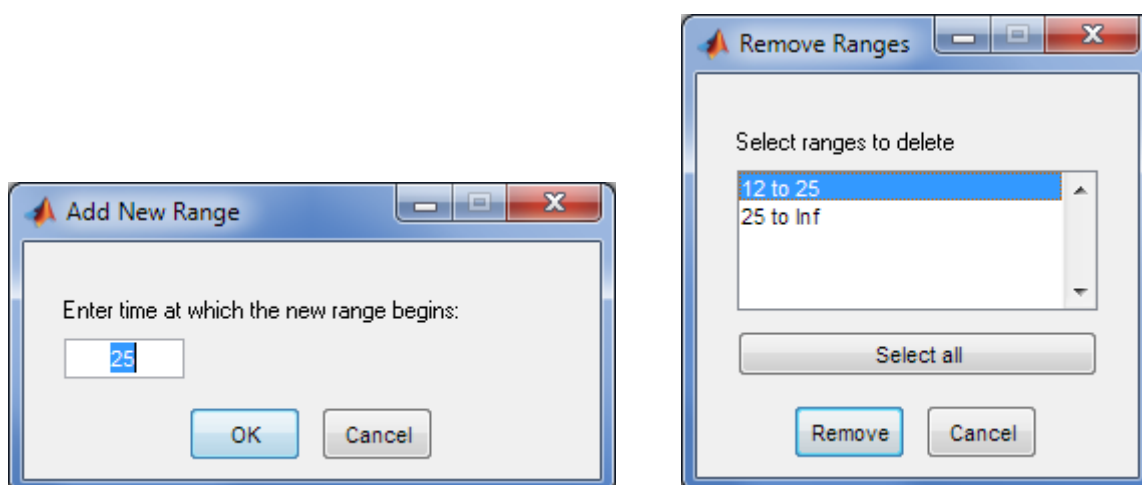 Add New Range
Enter time at which the new range begins:
25
OK
Cancel
Remove Ranges
Select ranges to delete
12 to 25
25 to Inf
Select all
Remove
Cancel